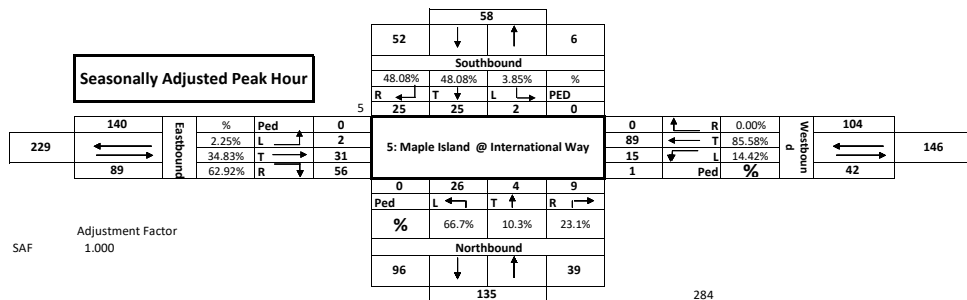 58
52 6
Southbound
Seasonally Adjusted Peak Hour
48.08% 48.08% 3.85% %
R T L PED
5 25 25 2 0
140 Eastbound % Ped 0 5: Maple Island @ International Way 0 R 0.00% Westboun d 104
229 2.25% L 2 89 T 85.58% 146
34.83% T 31 15 L 14.42%
89 62.92% R 56 1 Ped % 42
0 26 4 9
Ped L T R
% 66.7% 10.3% 23.1%
Adjustment Factor
SAF 1.000 Northbound
96 39
135 284